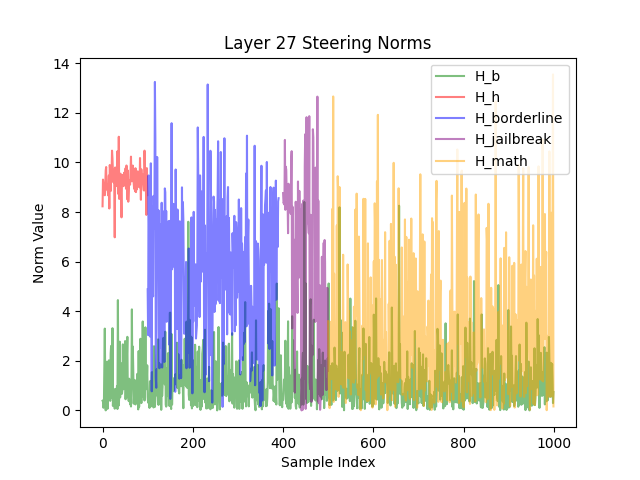 Layer 27 Steering Norms
Norm Value
14
12
10
8
6
4
2
0
0
200
400
600
800
1000
Sample Index
H_b
H_h
H_borderline
H_jailbreak
H_math